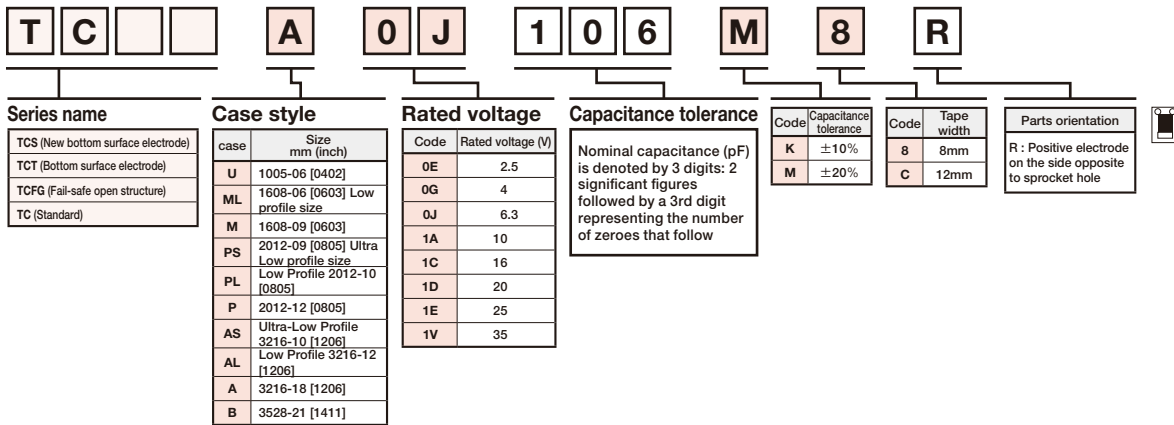 T C A 0 J 1 0 6 M 8 R
Series name
TCS (New bottom surface electrode)
TCT (Bottom surface electrode)
TCFG (Fail-safe open structure)
TC (Standard)
Case style
case Size
mm (inch)
U 1005-06 [0402]
ML 1608-06 [0603] Low
profile size
M 1608-09 [0603]
PS 2012-09 [0805] Ultra
Low profile size
PL Low Profile 2012-10
[0805]
P 2012-12 [0805]
AS Ultra-Low Profile
3216-10 [1206]
AL Low Profile 3216-12
[1206]
A 3216-18 [1206]
B 3528-21 [1411]
Rated voltage
Code Rated voltage (V)
0E 2.5
0G 4
0J 6.3
1A 10
1C 16
1D 20
1E 25
1V 35
Capacitance tolerance
Nominal capacitance (pF)
is denoted by 3 digits: 2
significant figures
followed by a 3rd digit
representing the number
of zeroes that follow
Code Capacitance
tolerance
K ±10%
M ±20%
Code Tape
width
8 8mm
C 12mm
Parts orientation
R : Positive electrode
on the side opposite
to sprocket hole